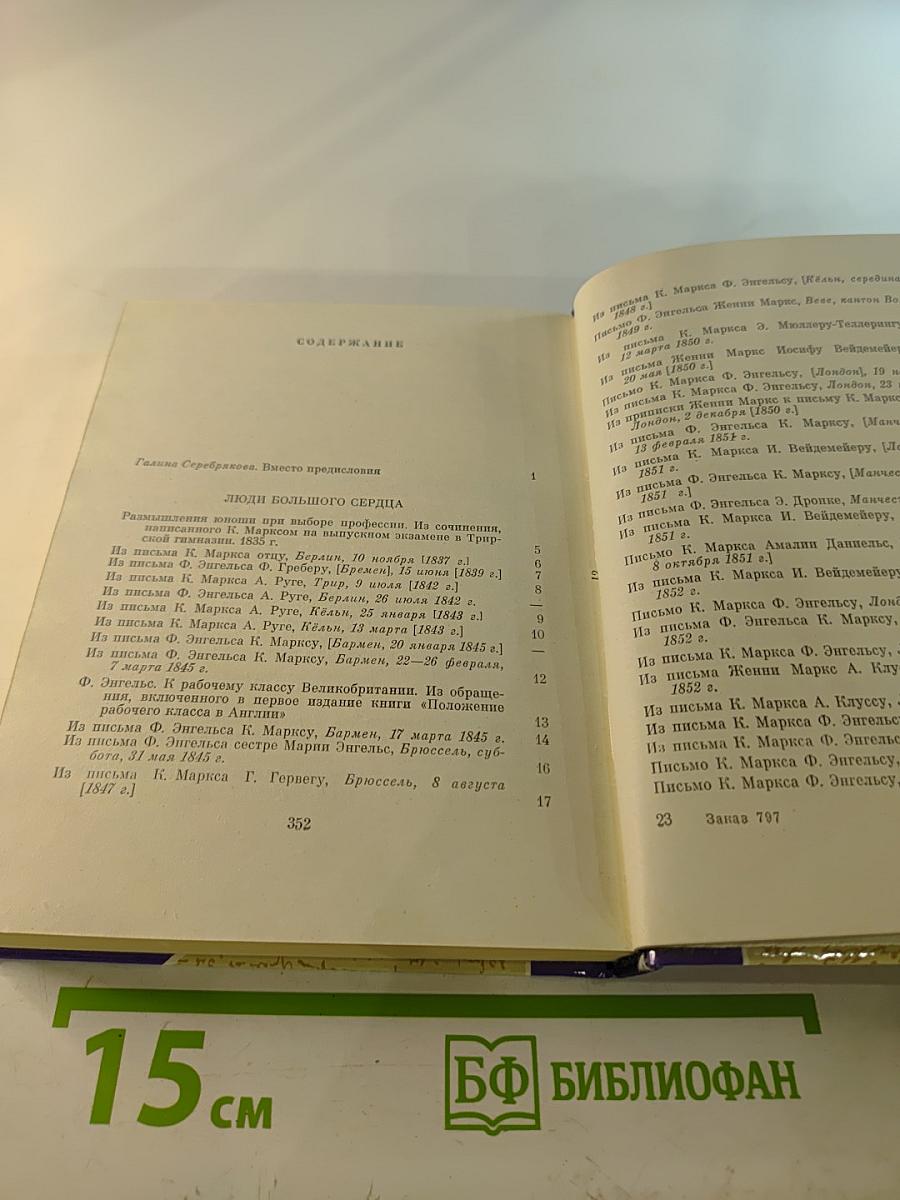 СОДЕРЖАНИЕ
Галина Серебрякова. Вместо предисловия 1
ЛЮДИ БОЛЬШОГО СЕРДЦА
Размышления юноши при выборе профессии. Из сочинения,
написанного К. Марксом на выпускном экзамене в Трир-
ской гимназии. 1835 г. 5
Из письма К. Маркса отцу, Берлин, 10 ноября [1837 г.] 6
Из письма Ф. Энгельса Ф. Греберу, [Бремен], 15 июня [1839 г.] 7
Из письма К. Маркса А. Руге, Трир, 9 июля [1842 г.] 8
Из письма Ф. Энгельса А. Руге, Берлин, 26 июля 1842 г. —
Из письма К. Маркса А. Руге, Кёльн, 25 января [1843 г.] 9
Из письма К. Маркса А. Руге, Кёльн, 13 марта [1843 г.] 10
Из письма Ф. Энгельса К. Марксу, [Бармен, 20 января 1845 г.] —
Из письма Ф. Энгельса К. Марксу, Бармен, 22—26 февраля,
7 марта 1845 г. 12
Ф. Энгельс. К рабочему классу Великобритании. Из обраще-
ния, включенного в первое издание книги «Положение
рабочего класса в Англии» 13
Из письма Ф. Энгельса К. Марксу, Бармен, 17 марта 1845 г. 14
Из письма Ф. Энгельса сестре Марии Энгельс, Брюссель, суб-
бота, 31 мая 1845 г. 16
Из письма К. Маркса Г. Гервегу, Брюссель, 8 августа
[1847 г.] 17
352
Из письма К. Маркса Ф. Энгельсу, [Кёльн, середина
1848 г.]
Письмо Ф. Энгельса Женни Маркс, Веве, кантон Во
1849 г.
Из письма К. Маркса Э. Мюллеру-Теллерингу
12 марта 1850 г.
Из письма Женни Маркс Иосифу Вейдемейер
20 мая [1850 г.]
Письмо К. Маркса Ф. Энгельсу, [Лондон], 19 н
Из письма К. Маркса Ф. Энгельсу, Лондон, 23
Из приписки Женни Маркс к письму К. Маркс
Лондон, 2 декабря [1850 г.]
Из письма Ф. Энгельса К. Марксу, [Манч
13 февраля 1851 г.
Из письма К. Маркса И. Вейдемейеру, [Л
1851 г.
Из письма Ф. Энгельса К. Марксу, [Манчес
1851 г.]
Из письма Ф. Энгельса Э. Дронке, Манчест
Из письма К. Маркса И. Вейдемейеру,
1851 г.
Письмо К. Маркса Амалии Даниельс,
8 октября 1851 г.]
Из письма К. Маркса И. Вейдемейеру
1852 г.
Письмо К. Маркса Ф. Энгельсу, Лонд
Из письма Ф. Энгельса К. Марксу,
1852 г.
Из письма К. Маркса Ф. Энгельсу,
Из письма Женни Маркс А. Клус
1852 г.
Из письма К. Маркса А. Клуссу,
Из письма К. Маркса Ф. Энгельс
Из письма К. Маркса Ф. Энгельс
Письмо К. Маркса Ф. Энгельсу,
Письмо К. Маркса Ф. Энгельсу,
23 Заказ 797
15 см
БФ БИБЛИОФАН